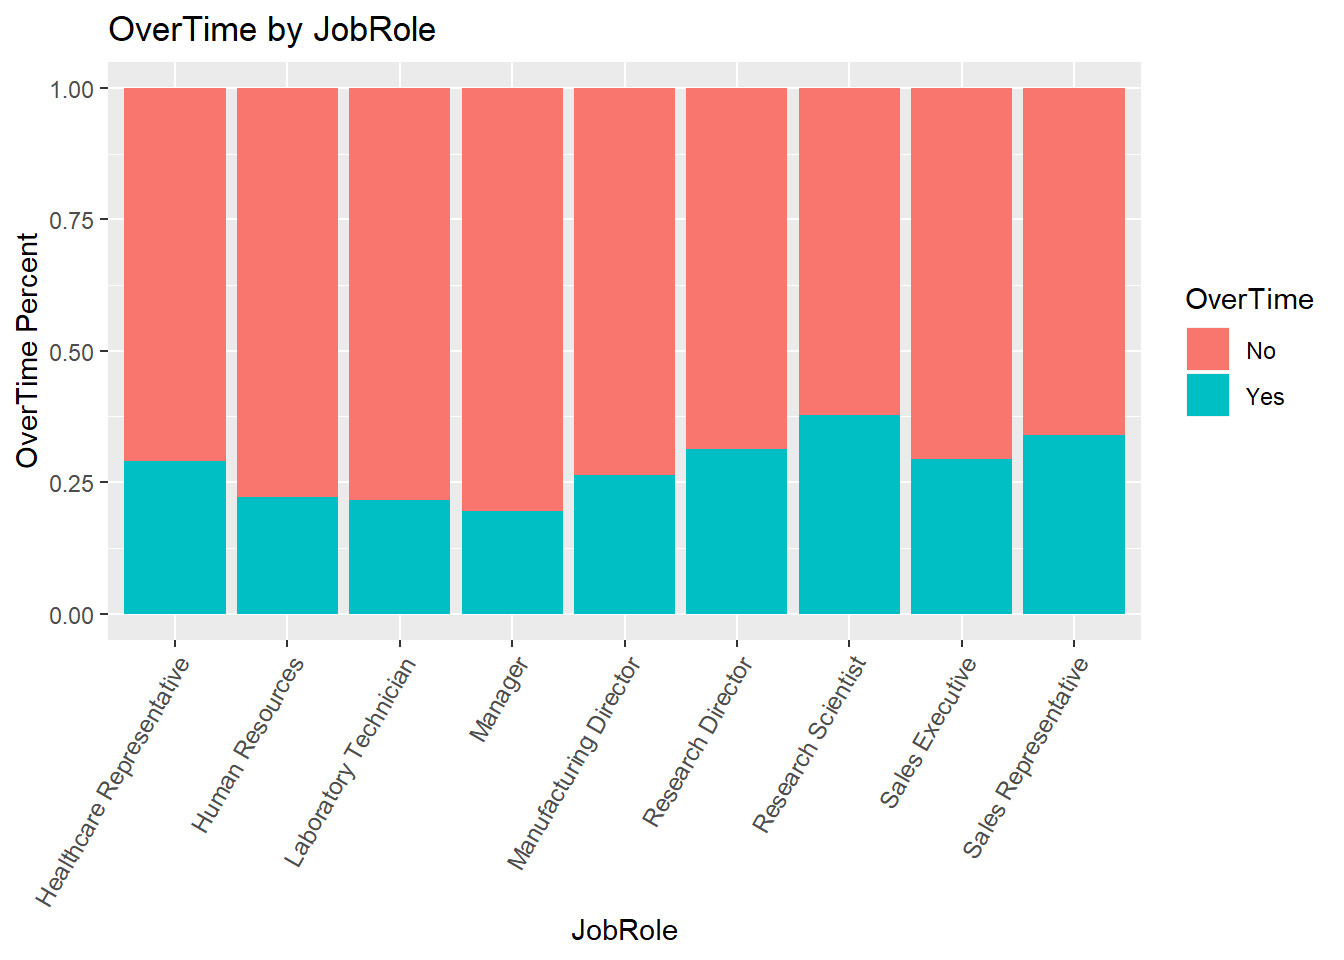 OverTime by JobRole
OverTime Percent
1.00
0.75
0.50
0.25
0.00
Healthcare Representative
Human Resources
Laboratory Technician
Manager
Manufacturing Director
Research Director
Research Scientist
Sales Executive
Sales Representative
JobRole
OverTime
No
Yes